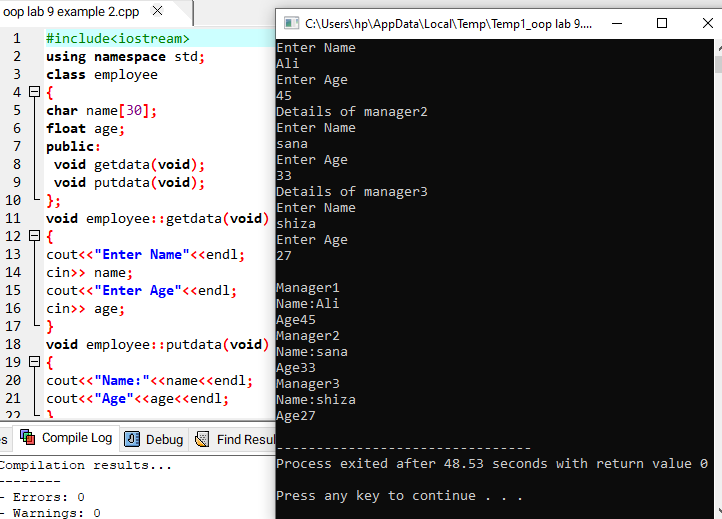 oop lab 9 example 2.cpp
1 #include<iostream>
2 using namespace std;
3 class employee
4 {
5 char name[30];
6 float age;
7 public:
8 void getdata(void);
9 void putdata(void);
10 };
11 void employee::getdata(void)
12 {
13 cout<<"Enter Name"<<endl;
14 cin>> name;
15 cout<<"Enter Age"<<endl;
16 cin>> age;
17 }
18 void employee::putdata(void)
19 {
20 cout<<"Name:"<<name<<endl;
21 cout<<"Age"<<age<<endl;
22 }
Compile Log Debug Find Resul
Compilation results...
--------
- Errors: 0
- Warnings: 0
C:\Users\hp\AppData\Local\Temp\Temp1_oop lab 9....
Enter Name
Ali
Enter Age
45
Details of manager2
Enter Name
sana
Enter Age
33
Details of manager3
Enter Name
shiza
Enter Age
27
Manager1
Name:Ali
Age45
Manager2
Name:sana
Age33
Manager3
Name:shiza
Age27
--------------------------------
Process exited after 48.53 seconds with return value 0
Press any key to continue . . .